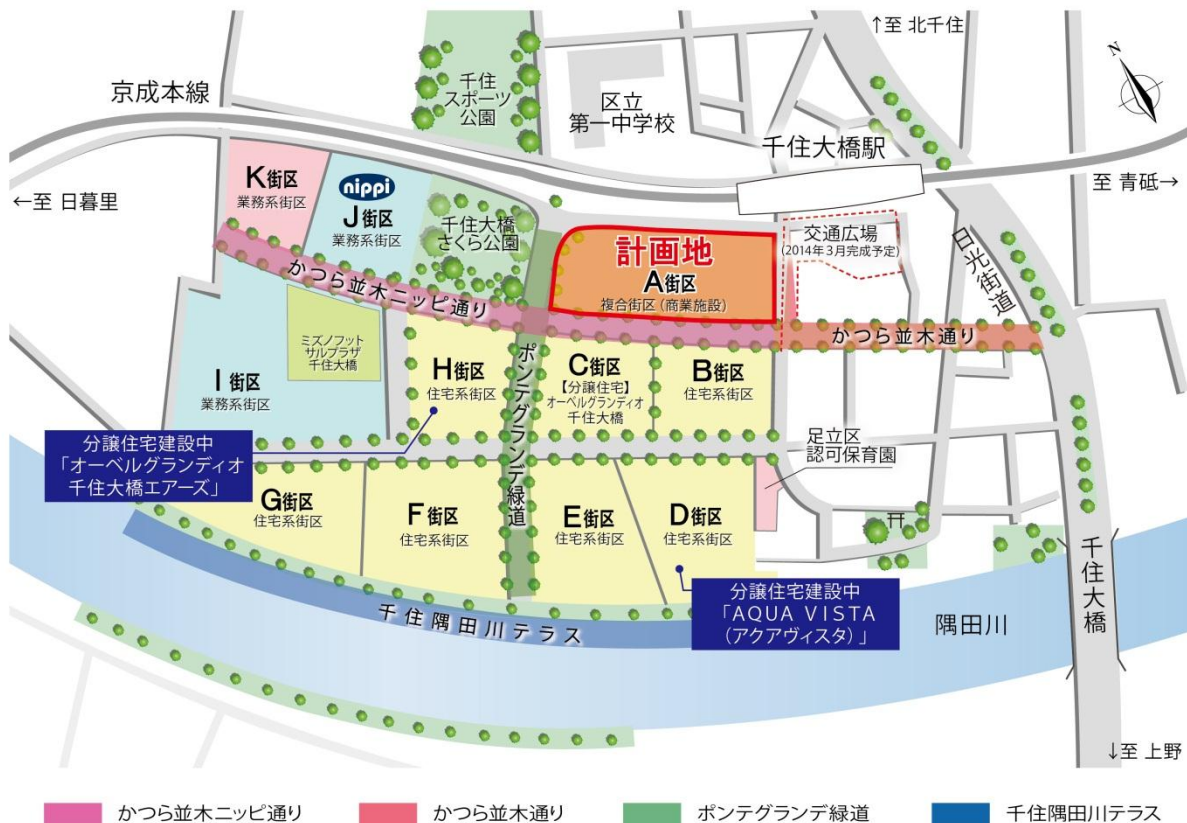 ↑至 北千住
N
京成本線
千住
スポーツ
公園
区立
第一中学校
千住大橋駅
←至 日暮里
至 青砥→
K街区
業務系街区
nippi
J街区
業務系街区
千住大橋
さくら公園
計画地
A街区
複合街区(商業施設)
交通広場
(2014年3月完成予定)
日光街道
かつら並木ニッピ通り
かつら並木通り
ミズノフット
サルプラザ
千住大橋
I街区
業務系街区
H街区
住宅系街区
ポンテグランデ緑道
C街区
【分譲住宅】
オーベルグランディオ
千住大橋
B街区
住宅系街区
分譲住宅建設中
「オーベルグランディオ
千住大橋エアーズ」
足立区
認可保育園
G街区
住宅系街区
F街区
住宅系街区
E街区
住宅系街区
D街区
住宅系街区
千住隅田川テラス
分譲住宅建設中
「AQUA VISTA
(アクアヴィスタ)」
隅田川
千住大橋
↓至 上野
かつら並木ニッピ通り
かつら並木通り
ポンテグランデ緑道
千住隅田川テラス